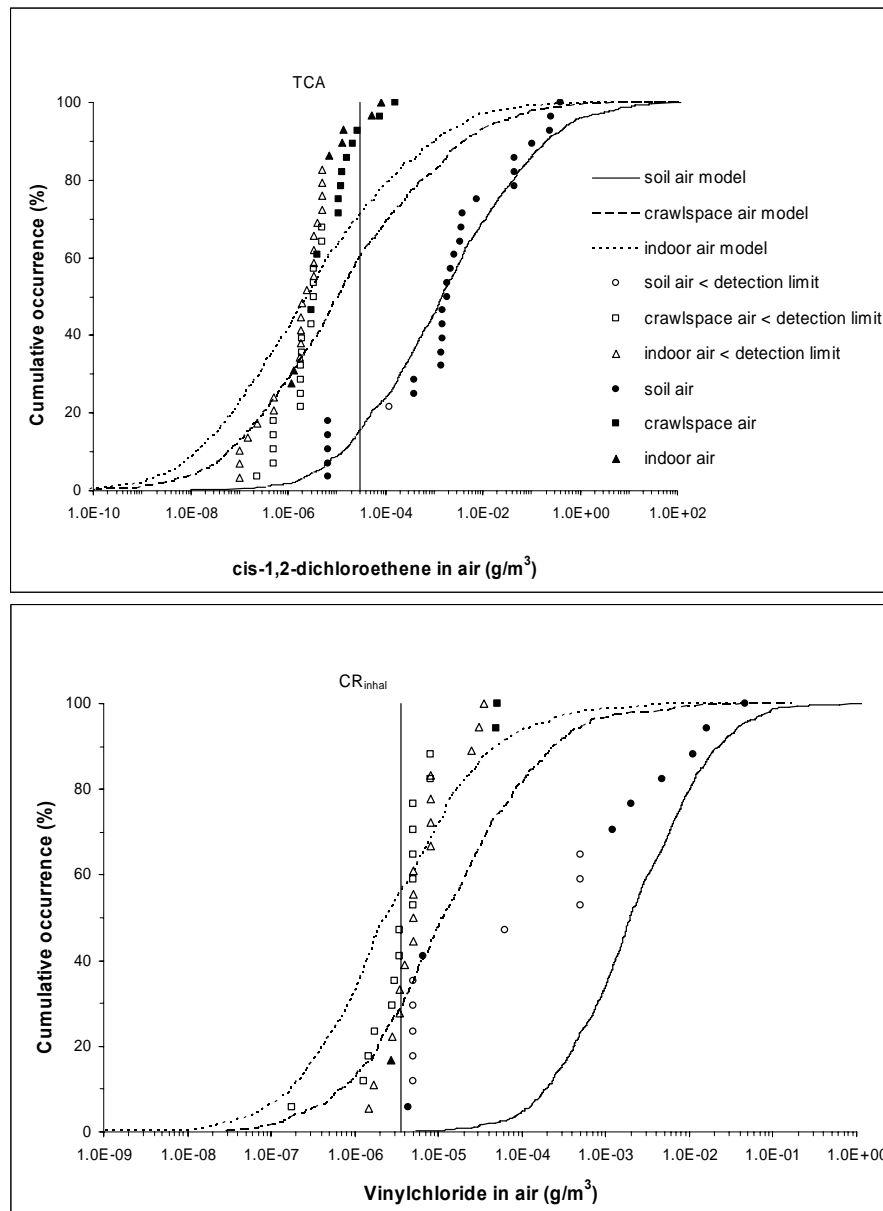 TCA
100
80
60
40
20
0
Cumulative occurrence (%)
1.0E-10 1.0E-08 1.0E-06 1.0E-04 1.0E-02 1.0E+00 1.0E+02
cis-1,2-dichloroethene in air (g/m³)
soil air model
crawlspace air model
indoor air model
soil air < detection limit
crawlspace air < detection limit
indoor air < detection limit
soil air
crawlspace air
indoor air
CRinhal
100
80
60
40
20
0
Cumulative occurrence (%)
1.0E-09 1.0E-08 1.0E-07 1.0E-06 1.0E-05 1.0E-04 1.0E-03 1.0E-02 1.0E-01 1.0E+00
Vinylchloride in air (g/m³)